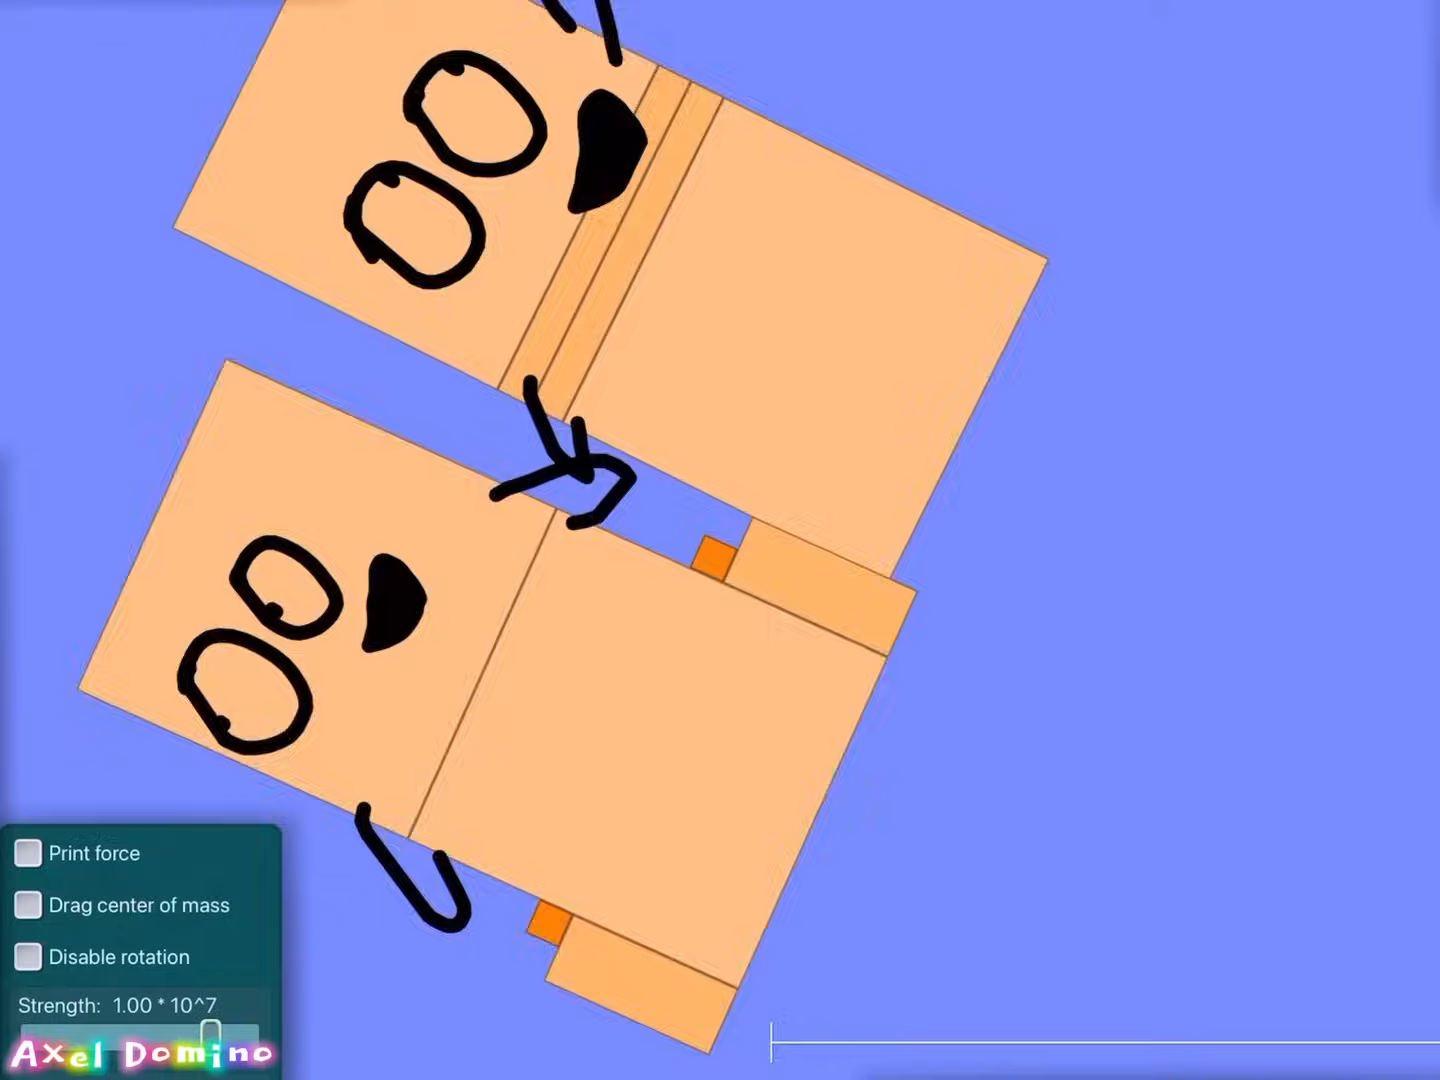 Print force
Drag center of mass
Disable rotation
Strength: 1.00 * 10^7
Axel Domino